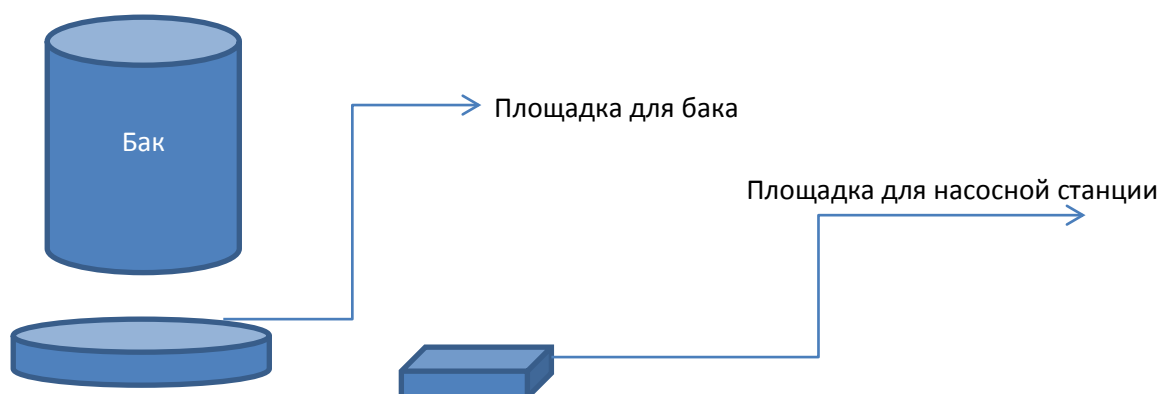 Площадка для бака
Бак
Площадка для насосной станции